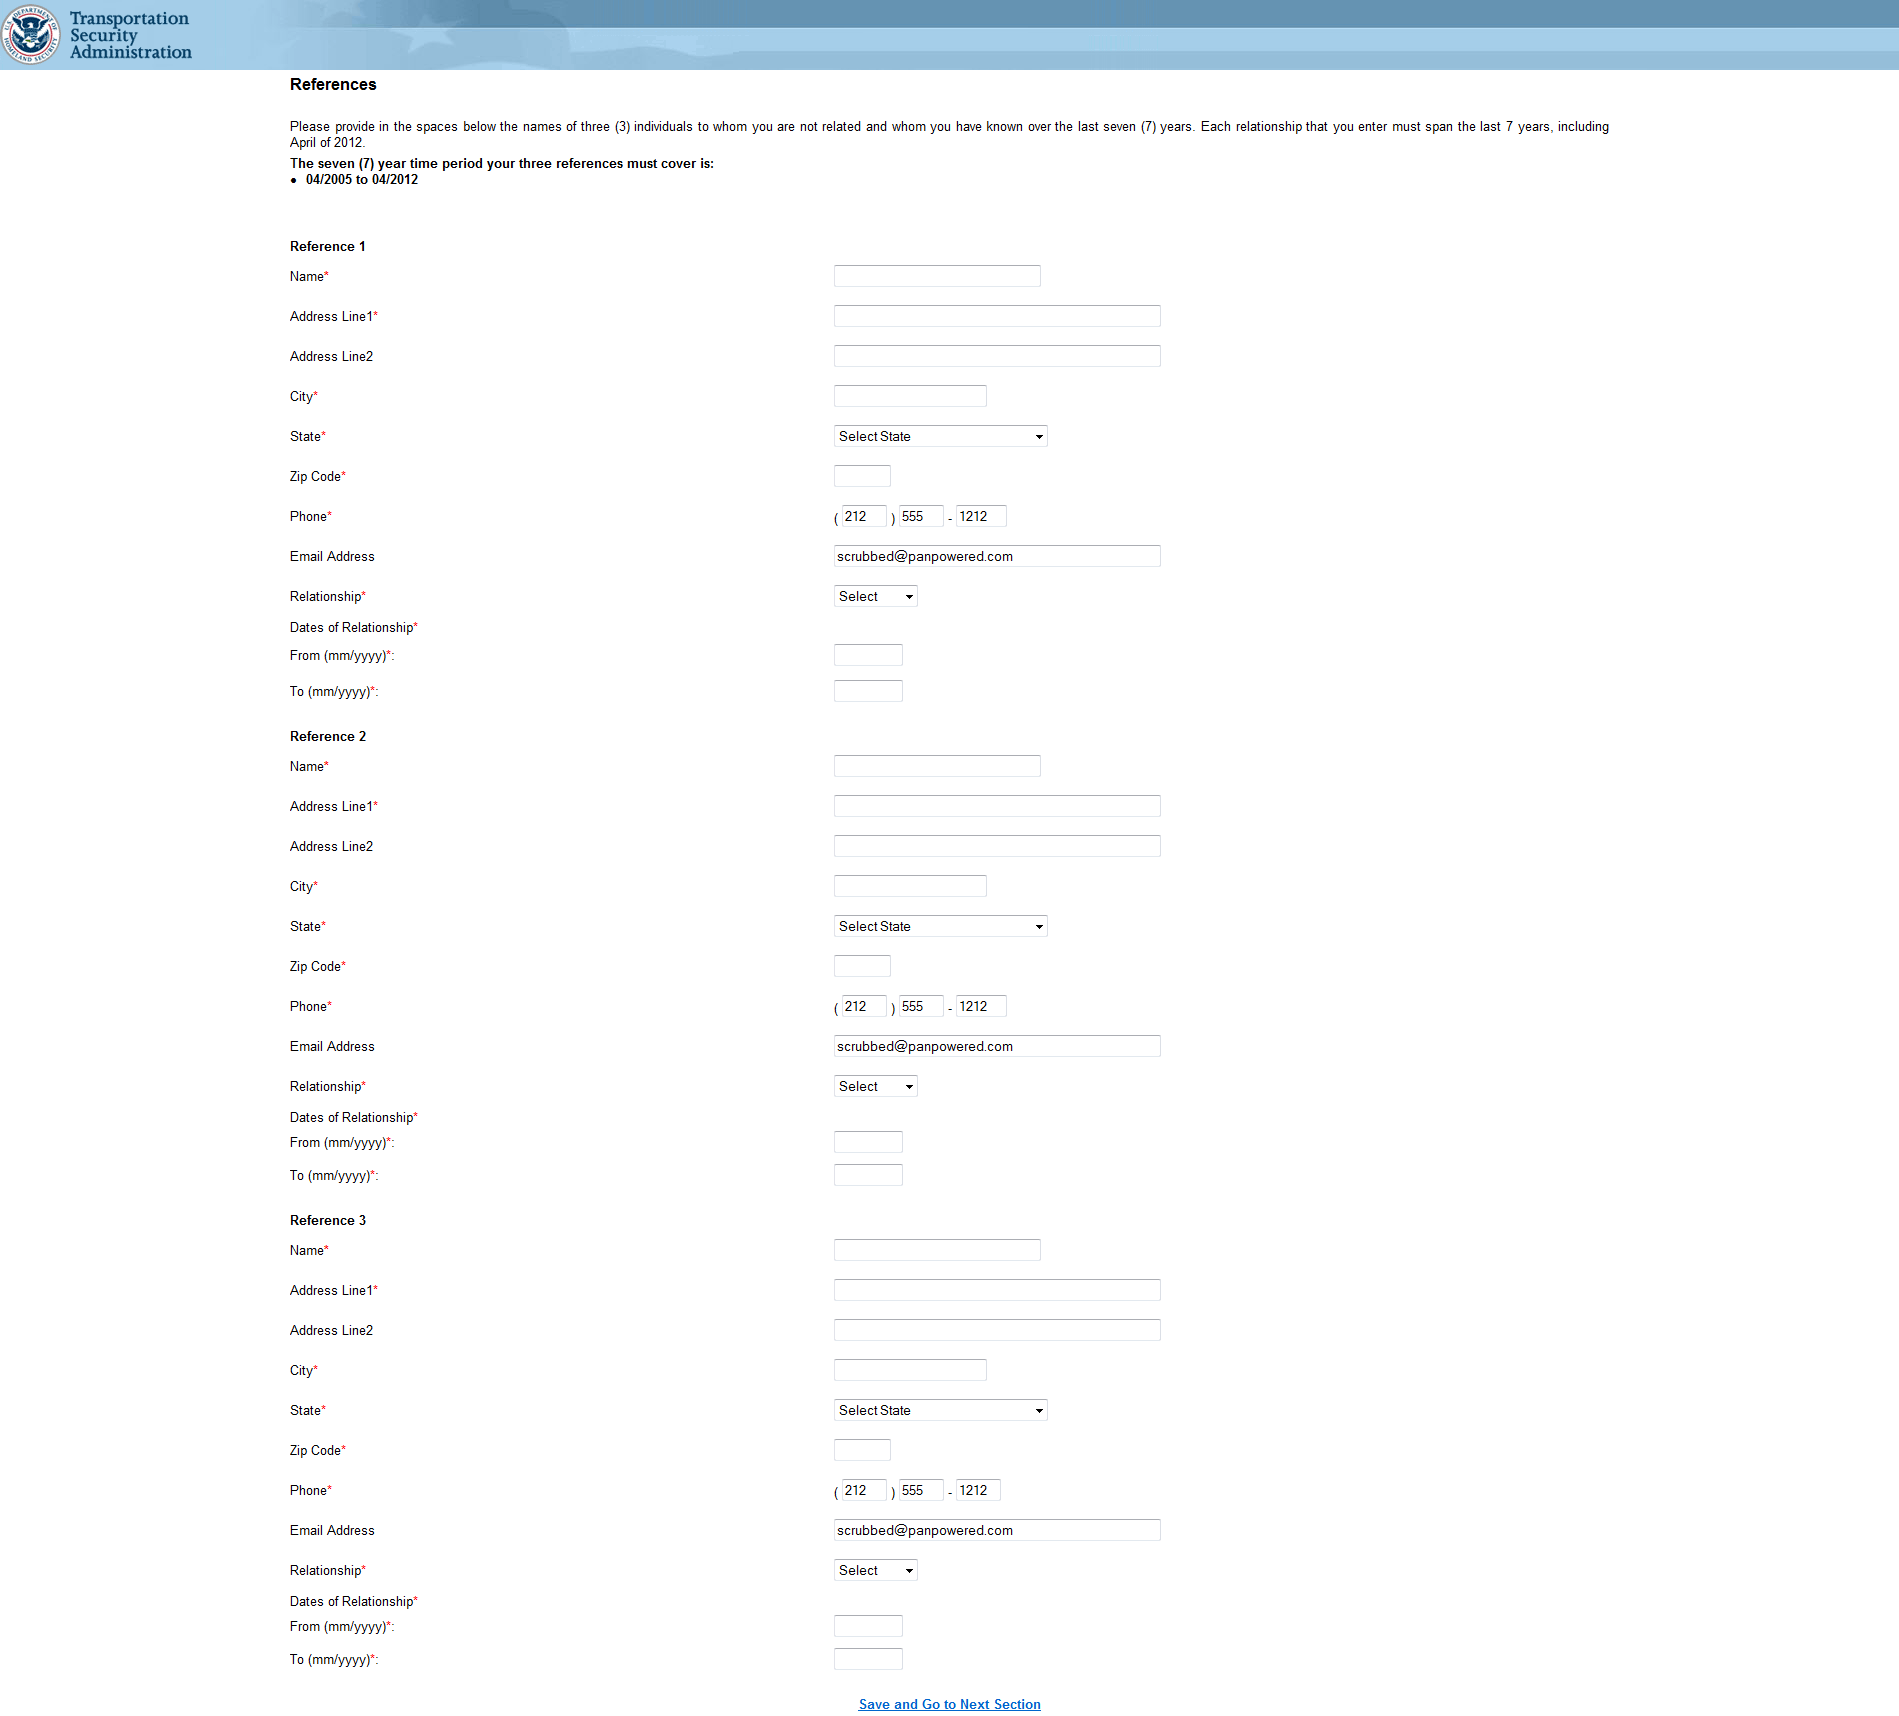 Transportation
Security
Administration
References
Please provide in the spaces below the names of three (3) individuals to whom you are not related and whom you have known over the last seven (7) years. Each relationship that you enter must span the last 7 years, including
April of 2012.
The seven (7) year time period your three references must cover is:
• 04/2005 to 04/2012
Reference 1
Name*
Address Line1*
Address Line2
City*
State* Select State
Zip Code*
Phone* ( 212 ) 555 - 1212
Email Address scrubbed@panpowered.com
Relationship* Select
Dates of Relationship*
From (mm/yyyy)*:
To (mm/yyyy)*:
Reference 2
Name*
Address Line1*
Address Line2
City*
State* Select State
Zip Code*
Phone* ( 212 ) 555 - 1212
Email Address scrubbed@panpowered.com
Relationship* Select
Dates of Relationship*
From (mm/yyyy)*:
To (mm/yyyy)*:
Reference 3
Name*
Address Line1*
Address Line2
City*
State* Select State
Zip Code*
Phone* ( 212 ) 555 - 1212
Email Address scrubbed@panpowered.com
Relationship* Select
Dates of Relationship*
From (mm/yyyy)*:
To (mm/yyyy)*:
Save and Go to Next Section